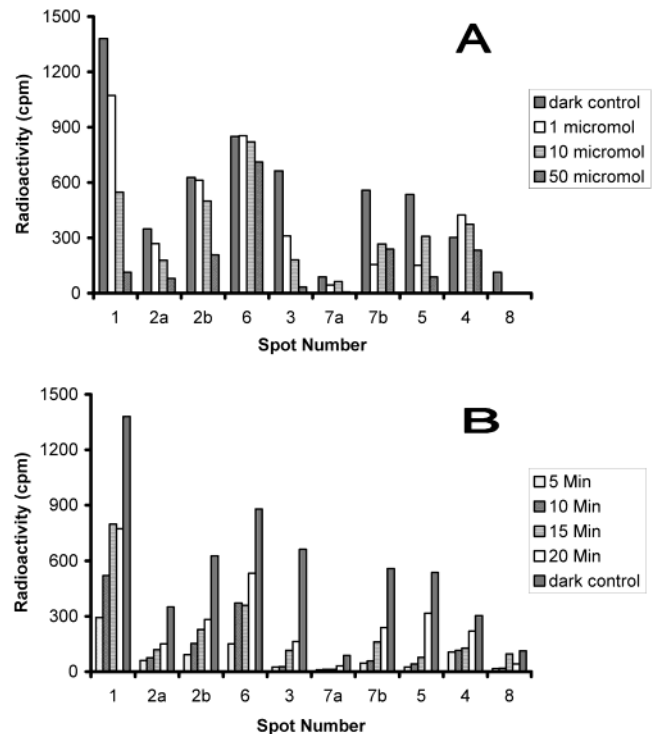 A
Radioactivity (cpm)
1500
1200
900
600
300
0
1 2a 2b 6 3 7a 7b 5 4 8
Spot Number
dark control
1 micromol
10 micromol
50 micromol
B
Radioactivity (cpm)
1500
1200
900
600
300
0
1 2a 2b 6 3 7a 7b 5 4 8
Spot Number
5 Min
10 Min
15 Min
20 Min
dark control